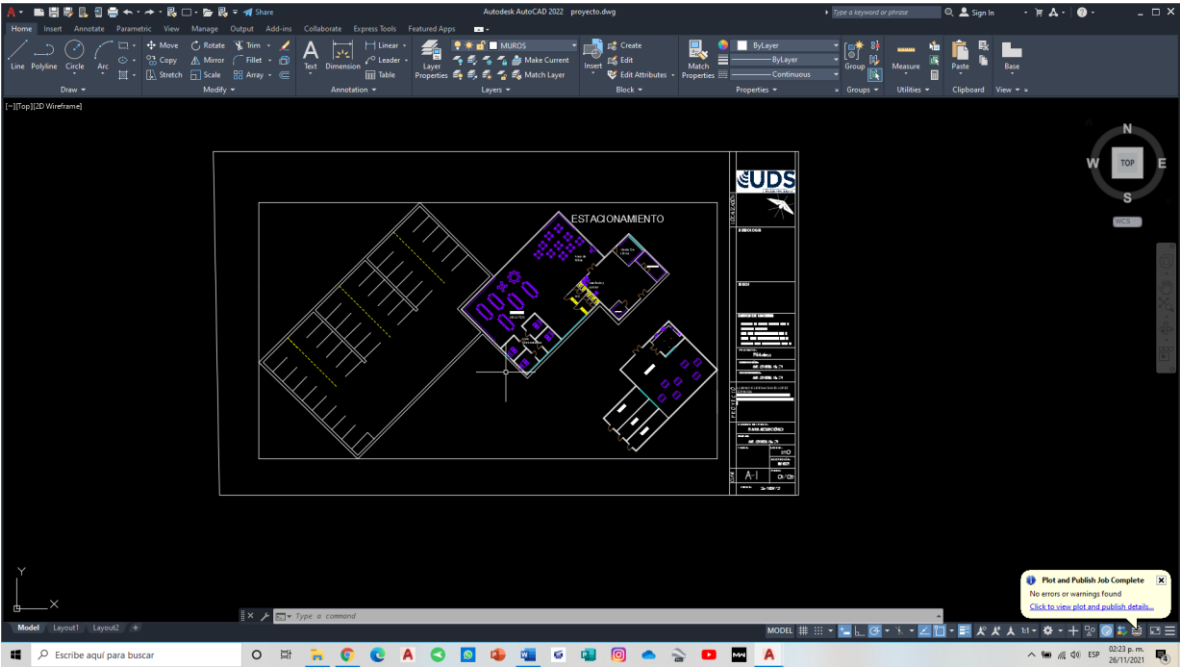 Share
Autodesk AutoCAD 2022 proyecto.dwg
Type a keyword or phrase
Sign In
Home Insert Annotate Parametric View Manage Output Add-ins Collaborate Express Tools Featured Apps
Line Polyline Circle Arc
Move Rotate Trim
Copy Mirror Fillet
Stretch Scale Array
Text Dimension
Linear
Leader
Table
Layer Properties
MUROS
Make Current
Match Layer
Insert
Create
Edit
Edit Attributes
Match Properties
ByLayer
ByLayer
Continuous
Group
Measure
Paste
Base
Draw Modify Annotation Layers Block Properties Groups Utilities Clipboard View
[−][Top][2D Wireframe]
N
W TOP E
S
WCS
UDS
ESTACIONAMIENTO
PROYECTO
A-1
Y
X
Plot and Publish Job Complete
No errors or warnings found
Click to view plot and publish details...
Type a command
Model Layout1 Layout2 +
MODEL
1:1
Escribe aquí para buscar
ESP
02:23 p. m.
26/11/2021